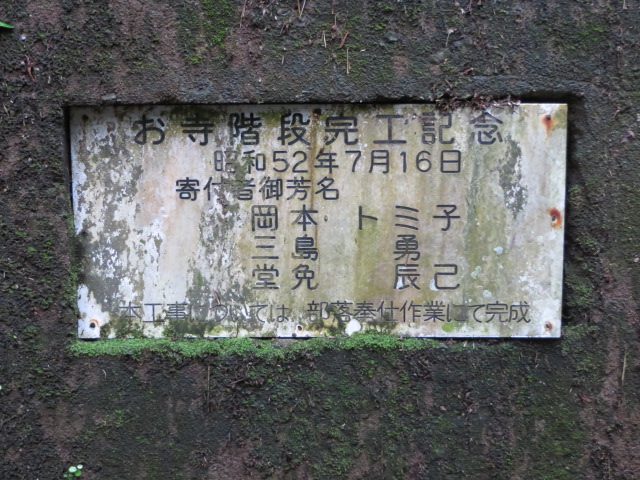 お寺階段完工記念
昭和52年7月16日
寄付者御芳名
岡本トミ子
三島 勇
堂免 辰己
本工事については 部落奉仕作業にて完成